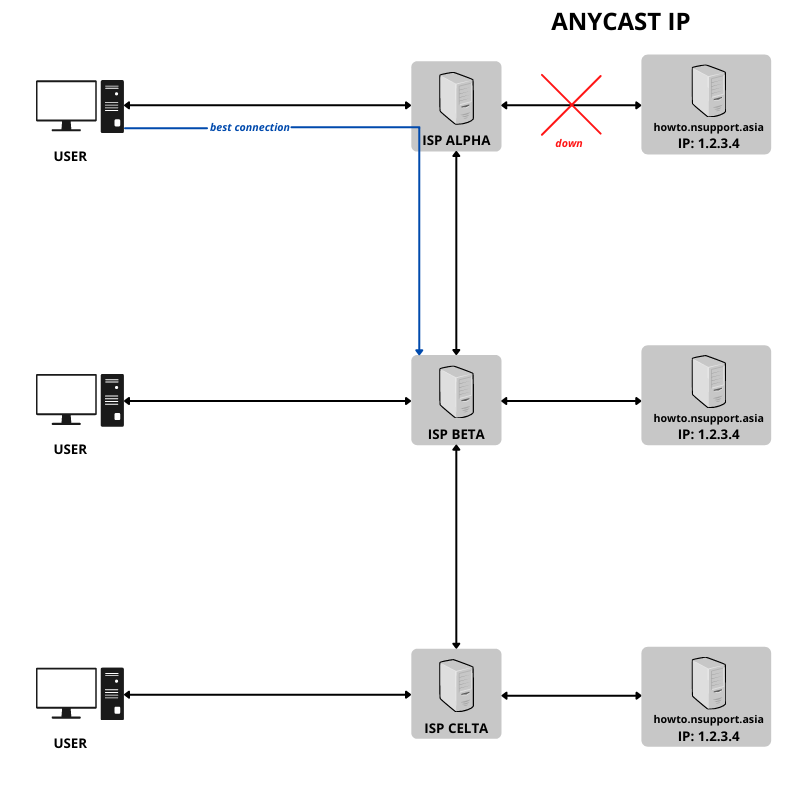 ANYCAST IP
best connection
ISP ALPHA
down
howto.nsupport.asia
IP: 1.2.3.4
USER
ISP BETA
howto.nsupport.asia
IP: 1.2.3.4
USER
ISP CELTA
howto.nsupport.asia
IP: 1.2.3.4
USER